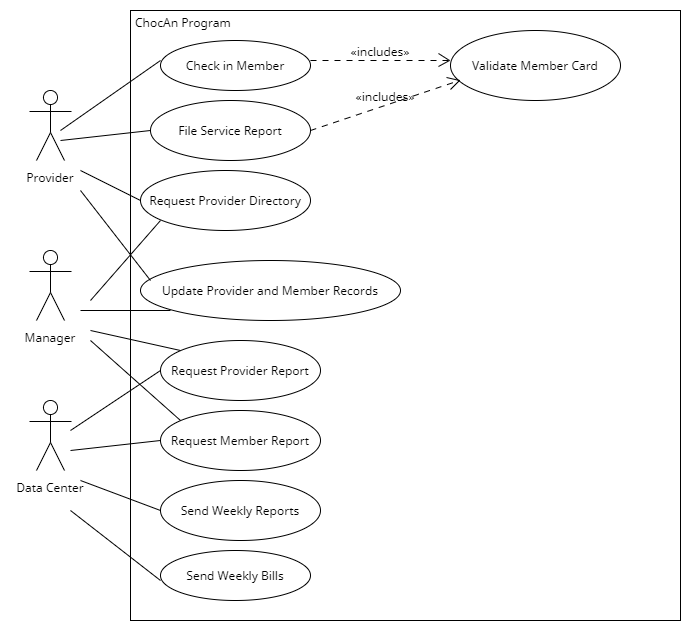 ChocAn Program
Check in Member
«includes»
Validate Member Card
«includes»
File Service Report
Provider
Request Provider Directory
Update Provider and Member Records
Manager
Request Provider Report
Request Member Report
Data Center
Send Weekly Reports
Send Weekly Bills